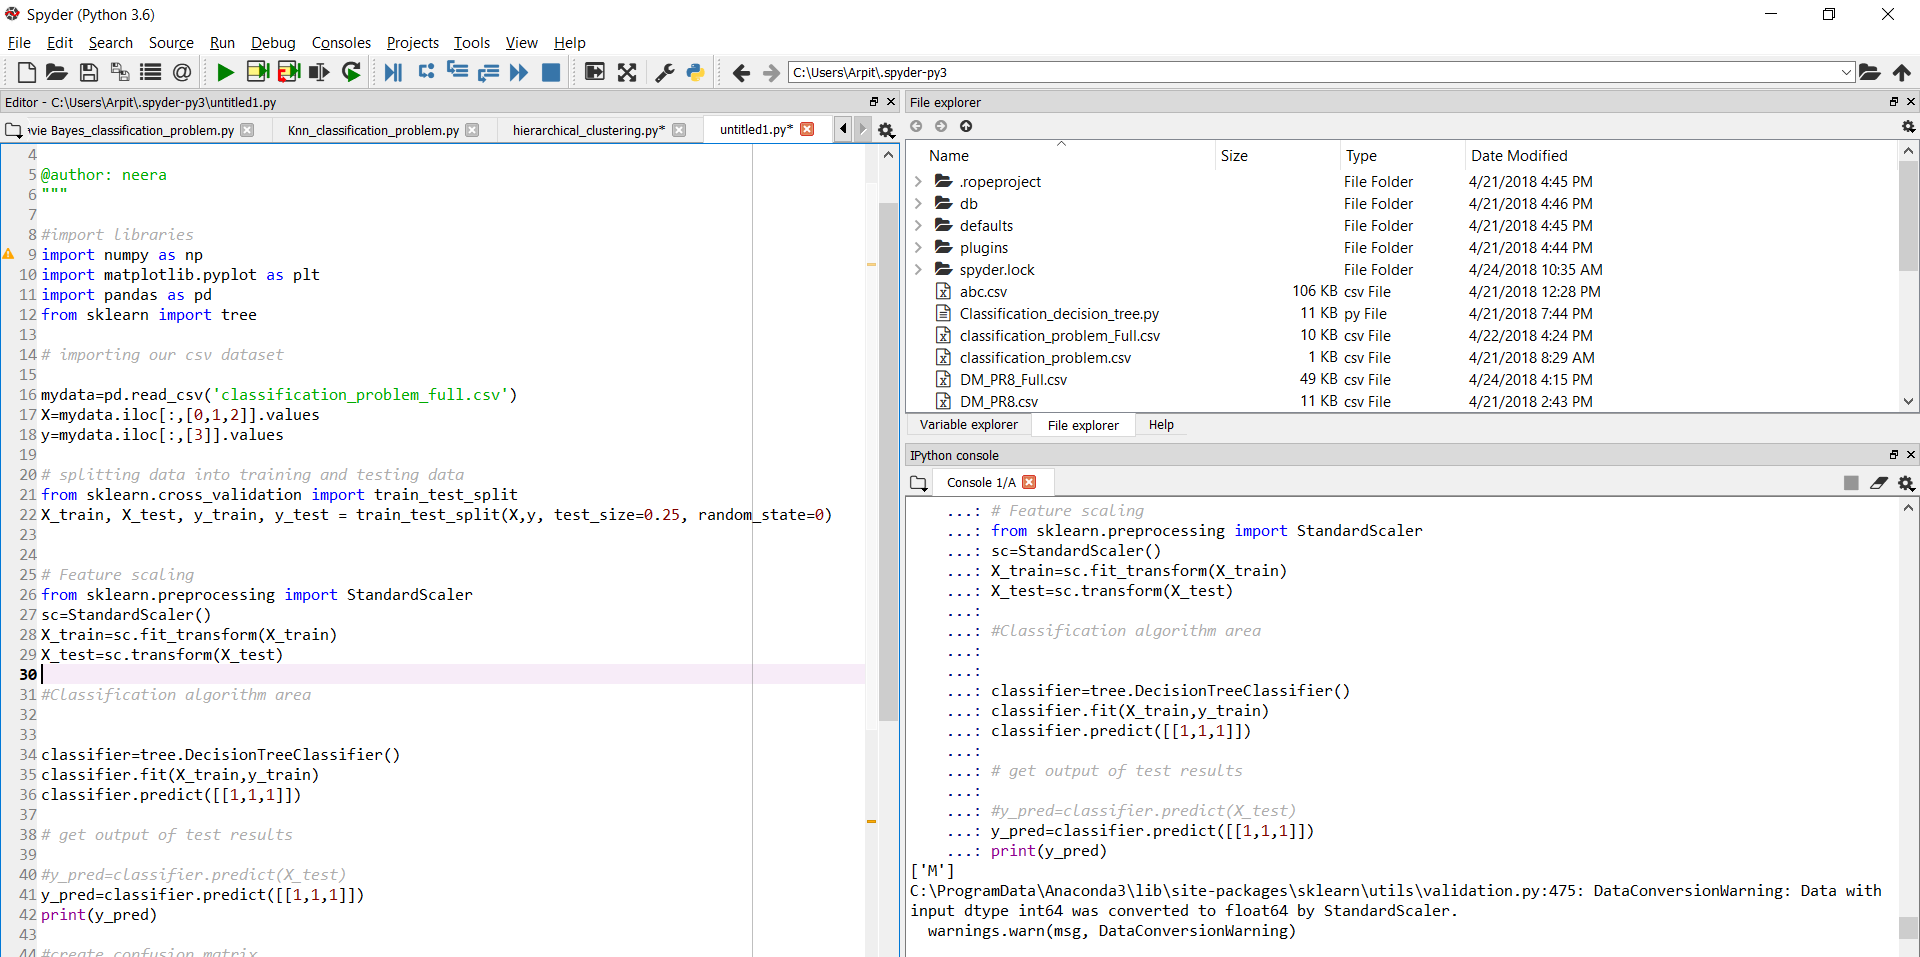 Spyder (Python 3.6)
File Edit Search Source Run Debug Consoles Projects Tools View Help
C:\Users\Arpit\.spyder-py3
Editor - C:\Users\Arpit\.spyder-py3\untitled1.py
vie Bayes_classification_problem.py Knn_classification_problem.py hierarchical_clustering.py* untitled1.py*
4
5 @author: neera
6 """
7
8 #import libraries
9 import numpy as np
10 import matplotlib.pyplot as plt
11 import pandas as pd
12 from sklearn import tree
13
14 # importing our csv dataset
15
16 mydata=pd.read_csv('classification_problem_full.csv')
17 X=mydata.iloc[:,[0,1,2]].values
18 y=mydata.iloc[:,[3]].values
19
20 # splitting data into training and testing data
21 from sklearn.cross_validation import train_test_split
22 X_train, X_test, y_train, y_test = train_test_split(X,y, test_size=0.25, random_state=0)
23
24
25 # Feature scaling
26 from sklearn.preprocessing import StandardScaler
27 sc=StandardScaler()
28 X_train=sc.fit_transform(X_train)
29 X_test=sc.transform(X_test)
30
31 #Classification algorithm area
32
33
34 classifier=tree.DecisionTreeClassifier()
35 classifier.fit(X_train,y_train)
36 classifier.predict([[1,1,1]])
37
38 # get output of test results
39
40 #y_pred=classifier.predict(X_test)
41 y_pred=classifier.predict([[1,1,1]])
42 print(y_pred)
43
44 #create confusion matrix
File explorer
Name Size Type Date Modified
.ropeproject File Folder 4/21/2018 4:45 PM
db File Folder 4/21/2018 4:46 PM
defaults File Folder 4/21/2018 4:45 PM
plugins File Folder 4/21/2018 4:44 PM
spyder.lock File Folder 4/24/2018 10:35 AM
abc.csv 106 KB csv File 4/21/2018 12:28 PM
Classification_decision_tree.py 11 KB py File 4/21/2018 7:44 PM
classification_problem_Full.csv 10 KB csv File 4/22/2018 4:24 PM
classification_problem.csv 1 KB csv File 4/21/2018 8:29 AM
DM_PR8_Full.csv 49 KB csv File 4/24/2018 4:15 PM
DM_PR8.csv 11 KB csv File 4/21/2018 2:43 PM
Variable explorer File explorer Help
IPython console
Console 1/A
...: # Feature scaling
...: from sklearn.preprocessing import StandardScaler
...: sc=StandardScaler()
...: X_train=sc.fit_transform(X_train)
...: X_test=sc.transform(X_test)
...:
...: #Classification algorithm area
...:
...:
...: classifier=tree.DecisionTreeClassifier()
...: classifier.fit(X_train,y_train)
...: classifier.predict([[1,1,1]])
...:
...: # get output of test results
...:
...: #y_pred=classifier.predict(X_test)
...: y_pred=classifier.predict([[1,1,1]])
...: print(y_pred)
['M']
C:\ProgramData\Anaconda3\lib\site-packages\sklearn\utils\validation.py:475: DataConversionWarning: Data with
input dtype int64 was converted to float64 by StandardScaler.
warnings.warn(msg, DataConversionWarning)